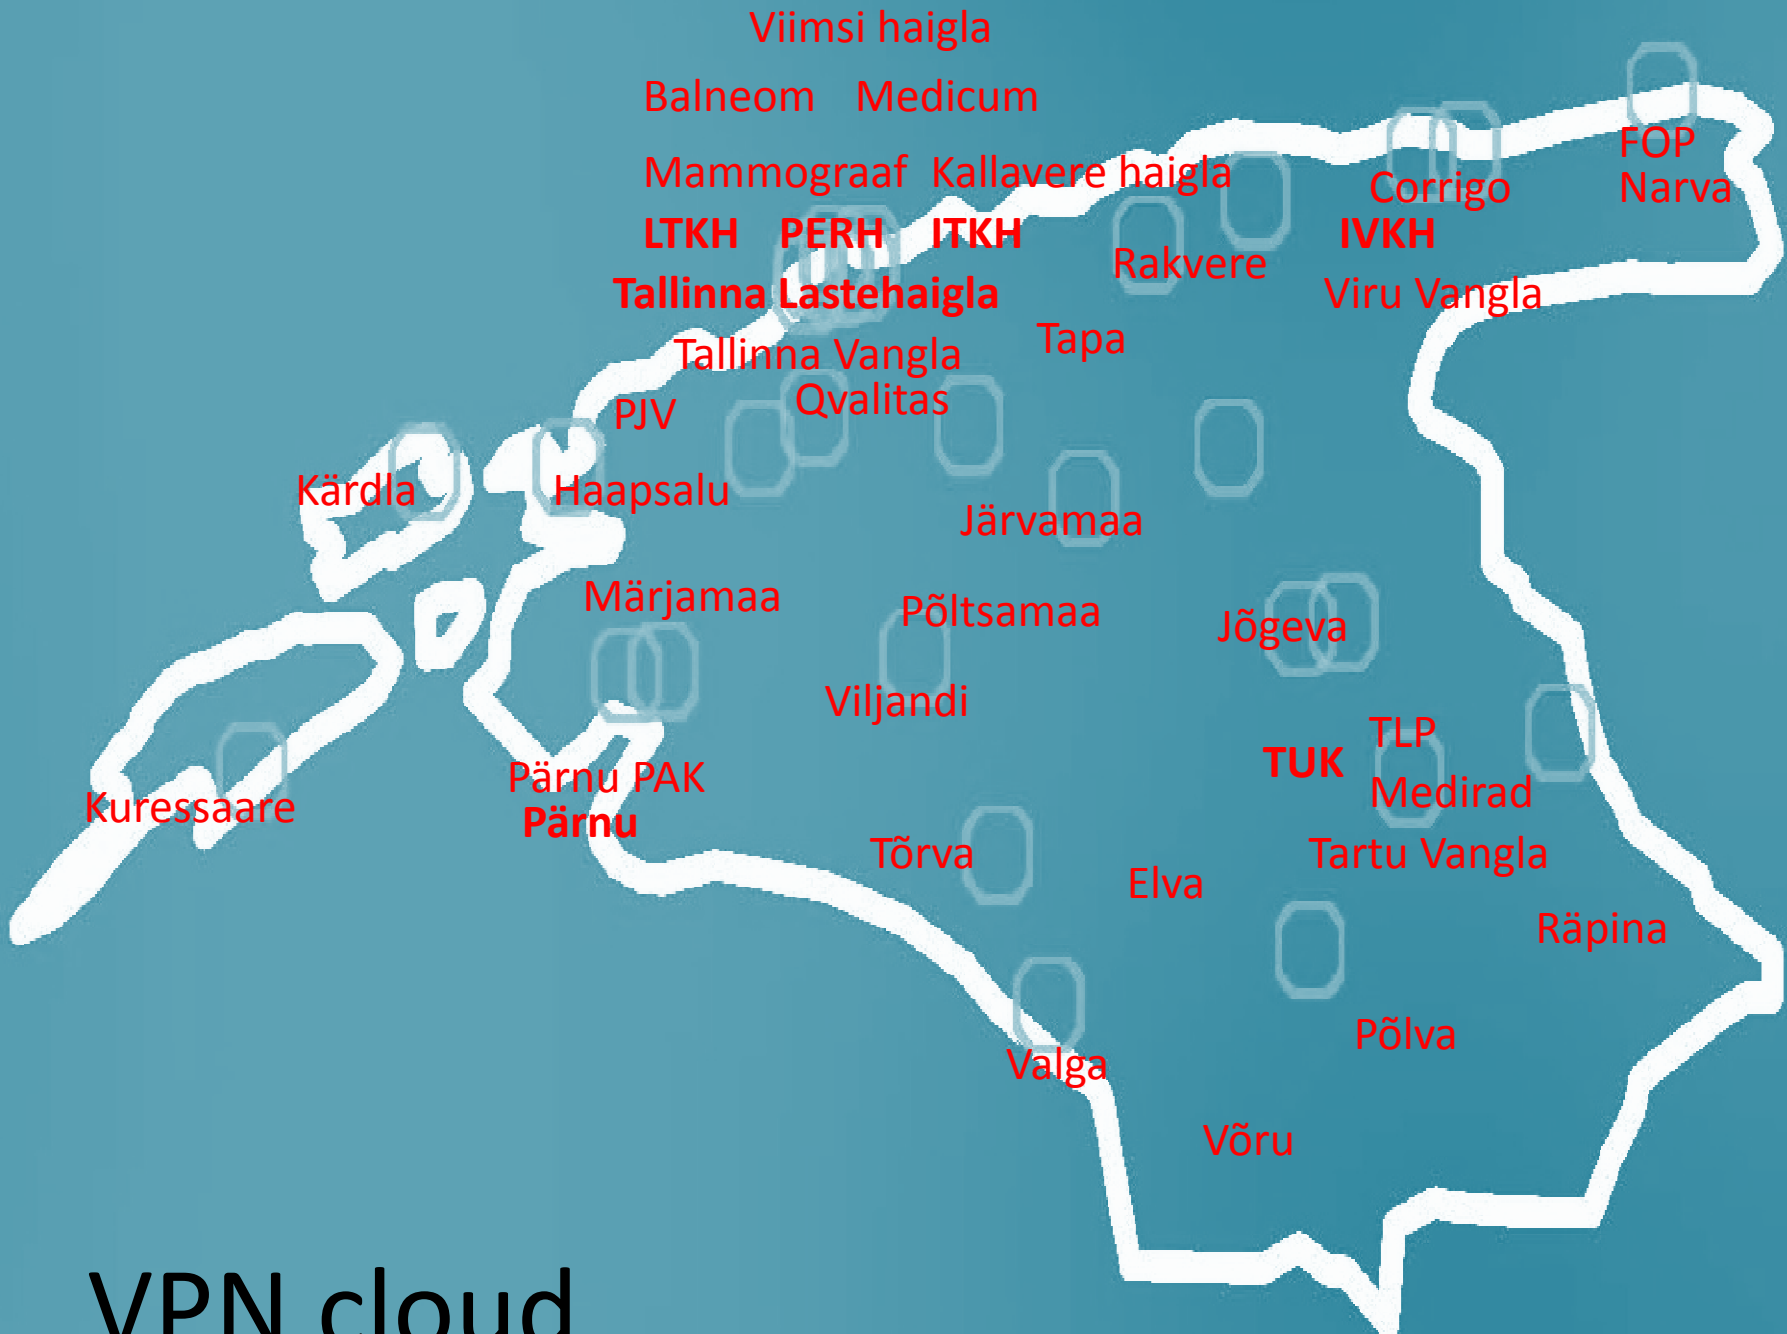 Viimsi haigla
Balneom Medicum
Mammograaf Kallavere haigla
FOP
Narva
Corrigo
LTKH PERH ITKH
IVKH
Rakvere
Tallinna Lastehaigla
Viru Vangla
Tapa
Tallinna Vangla
Qvalitas
PJV
Kärdla
Haapsalu
Järvamaa
Märjamaa
Põltsamaa
Jõgeva
Viljandi
TLP
TUK
Medirad
Pärnu PAK
Pärnu
Kuressaare
Tõrva
Tartu Vangla
Elva
Räpina
Põlva
Valga
Võru
VPN cloud